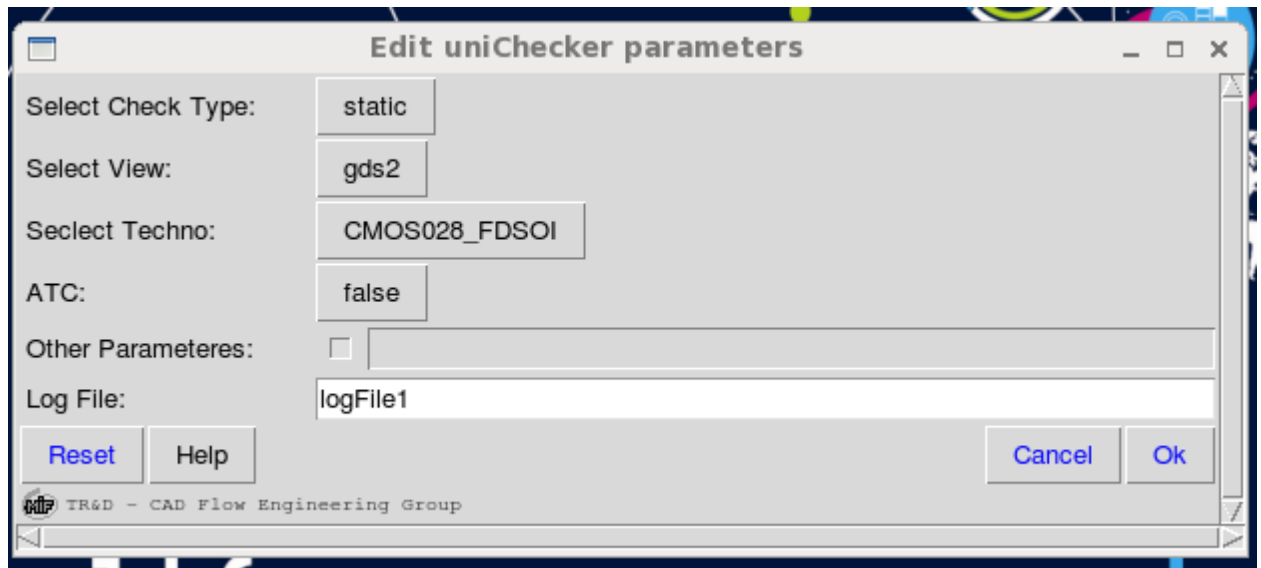 Edit uniChecker parameters
Select Check Type: static
Select View: gds2
Seclect Techno: CMOS028_FDSOI
ATC: false
Other Parameteres:
Log File: logFile1
Reset Help Cancel Ok
TR&D - CAD Flow Engineering Group